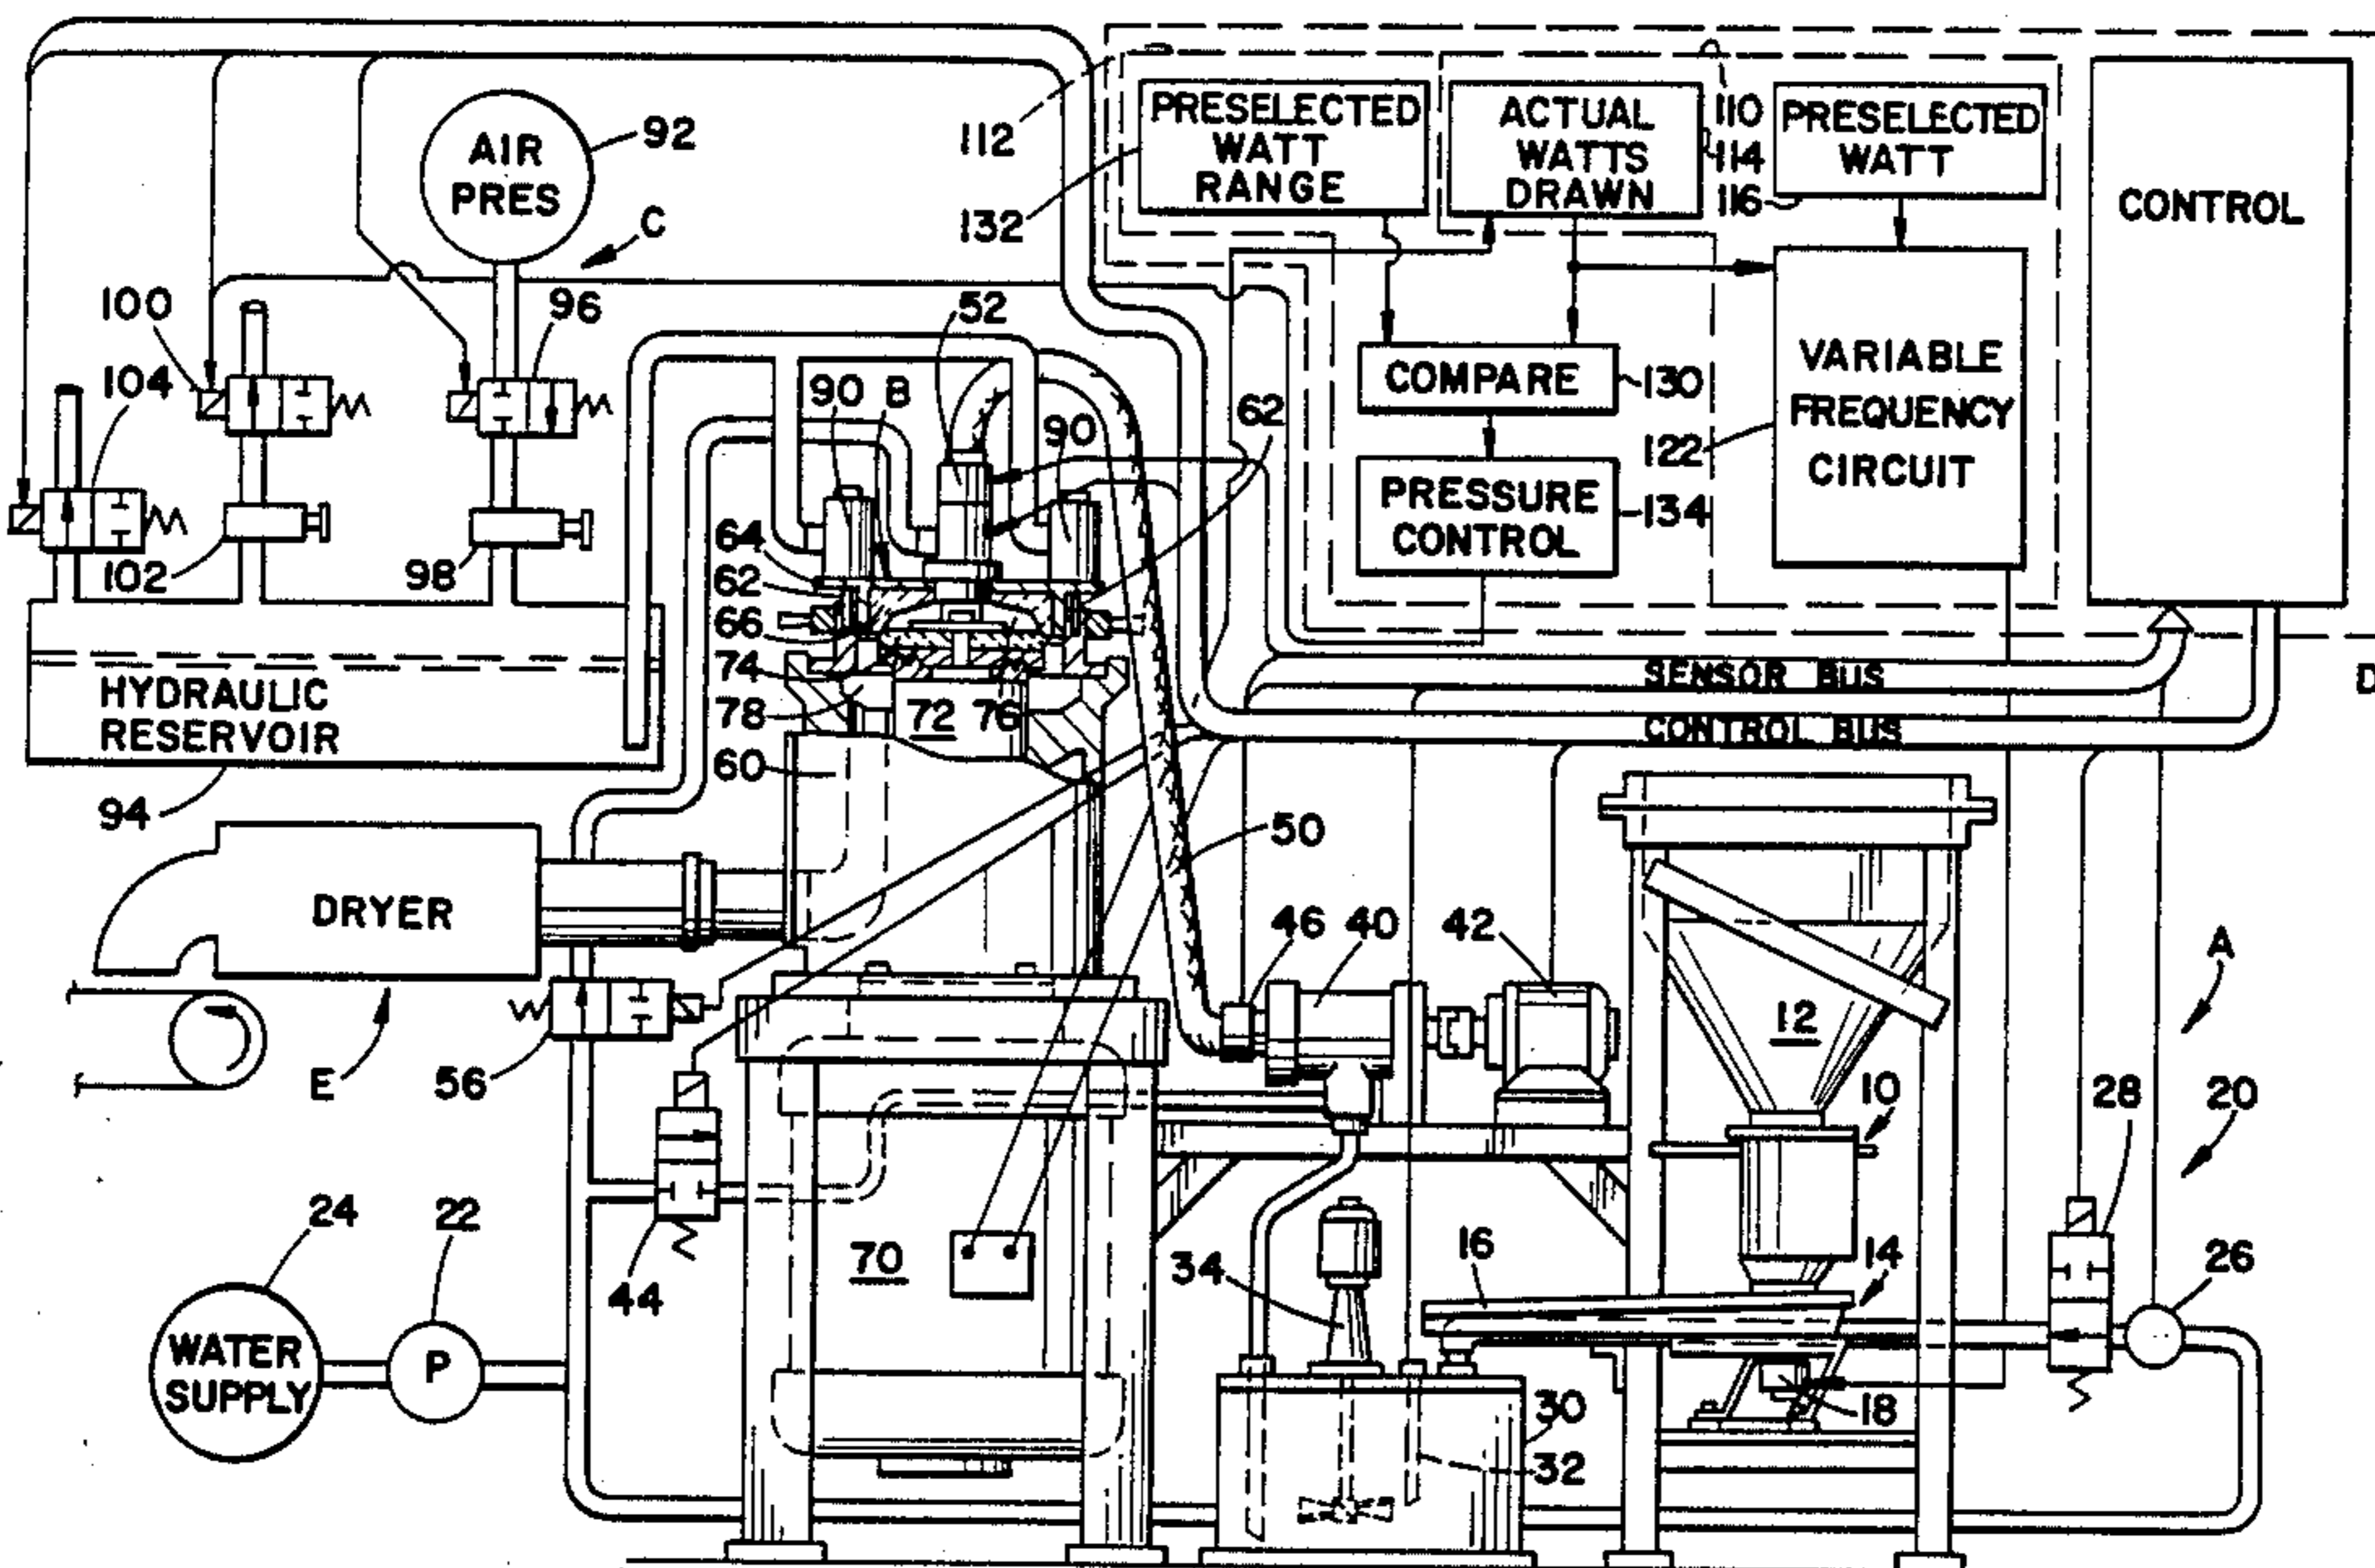 AIR
PRES
92
C
112
132
PRESELECTED
WATT
RANGE
ACTUAL
WATTS
DRAWN
110
114
116
PRESELECTED
WATT
CONTROL
100
104
96
52
90
B
90
62
COMPARE
130
VARIABLE
FREQUENCY
CIRCUIT
122
PRESSURE
CONTROL
134
102
98
64
62
66
74
78
72
76
60
HYDRAULIC
RESERVOIR
94
SENSOR BUS
CONTROL BUS
D
DRYER
50
46
40
42
12
A
E
56
10
28
20
24
22
44
70
34
16
14
26
WATER
SUPPLY
P
18
30
32